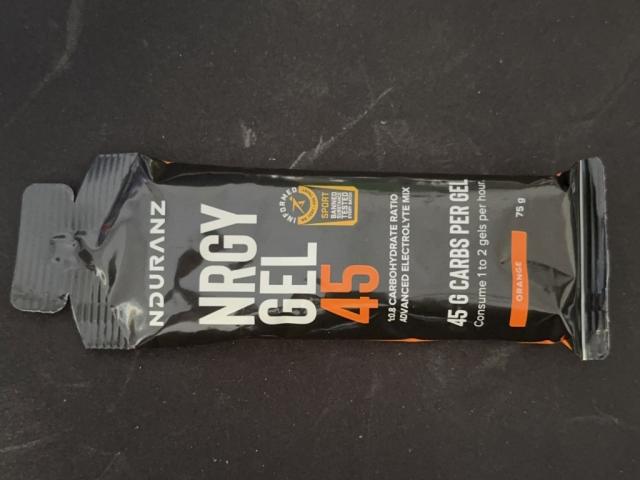 NDURANZ
NRGY
GEL
45
INFORMED
SPORT
BANNED
SUBSTANCE
TESTED
1:0.8 CARBOHYDRATE RATIO
ADVANCED ELECTROLYTE MIX
45 G CARBS PER GEL
Consume 1 to 2 gels per hour.
ORANGE
75 g